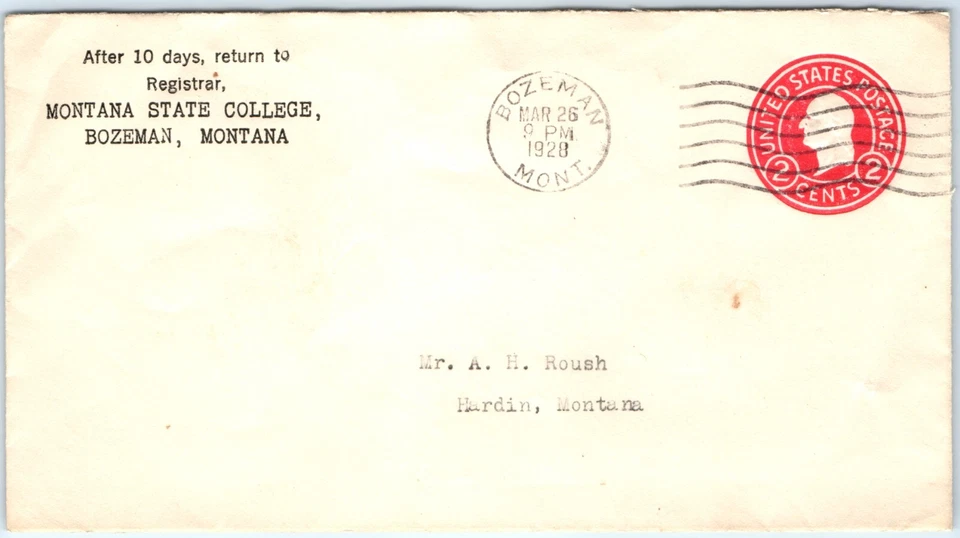 After 10 days, return to
Registrar,
MONTANA STATE COLLEGE,
BOZEMAN, MONTANA
BOZEMAN
MAR 26
9 PM
1928
MONT.
UNITED STATES POSTAGE
2 CENTS 2
Mr. A. H. Roush
Hardin, Montana